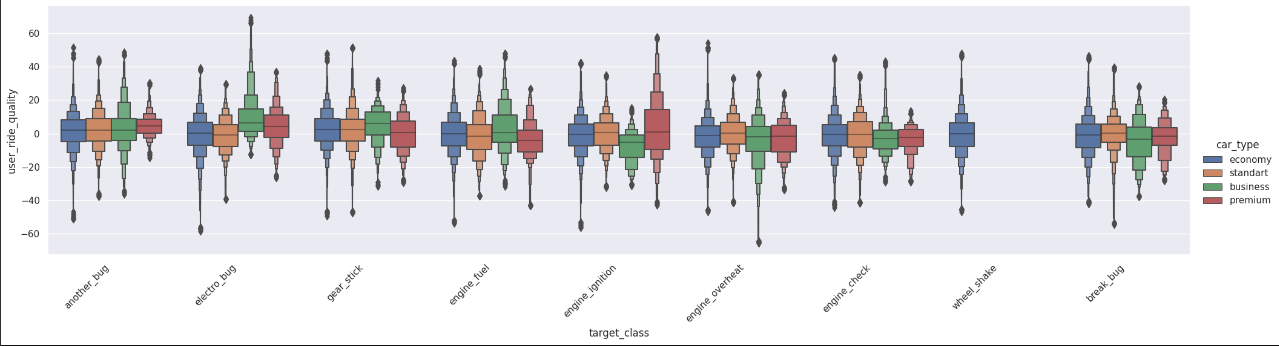 user_ride_quality
60
40
20
0
−20
−40
−60
another_bug
electro_bug
gear_stick
engine_fuel
engine_ignition
engine_overheat
engine_check
wheel_shake
break_bug
target_class
car_type
economy
standart
business
premium